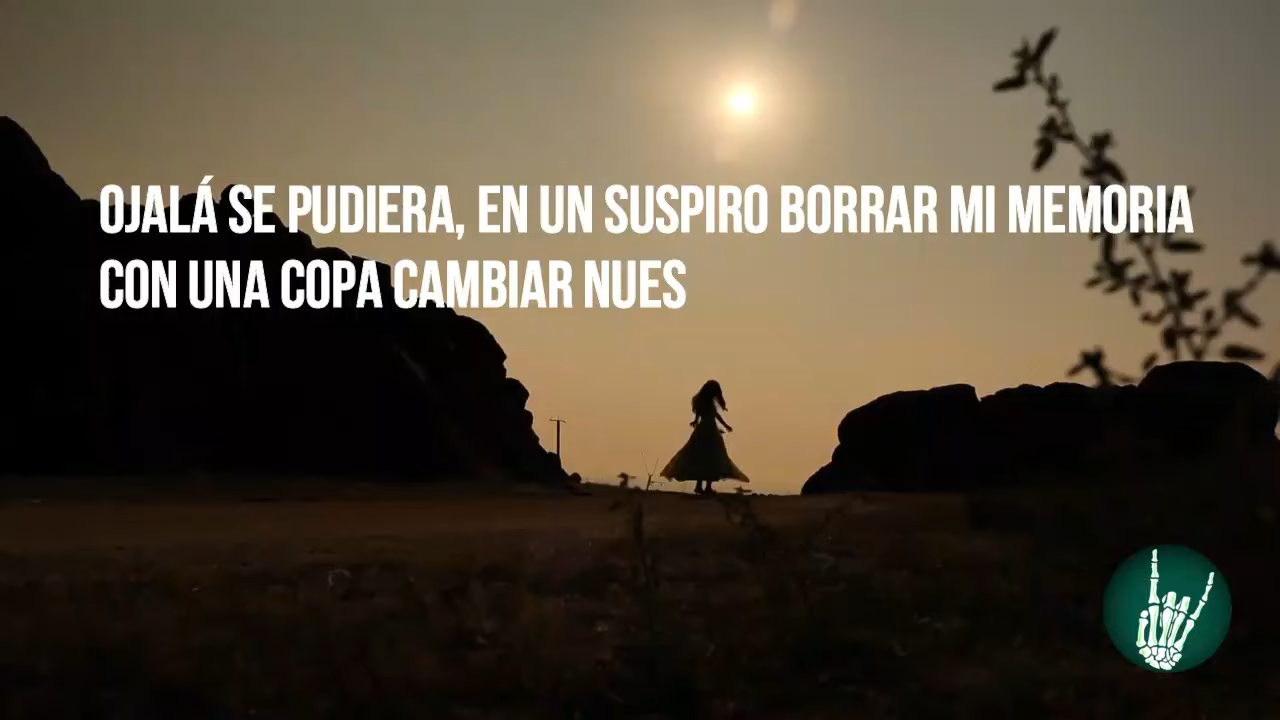 OJALÁ SE PUDIERA, EN UN SUSPIRO BORRAR MI MEMORIA
CON UNA COPA CAMBIAR NUES